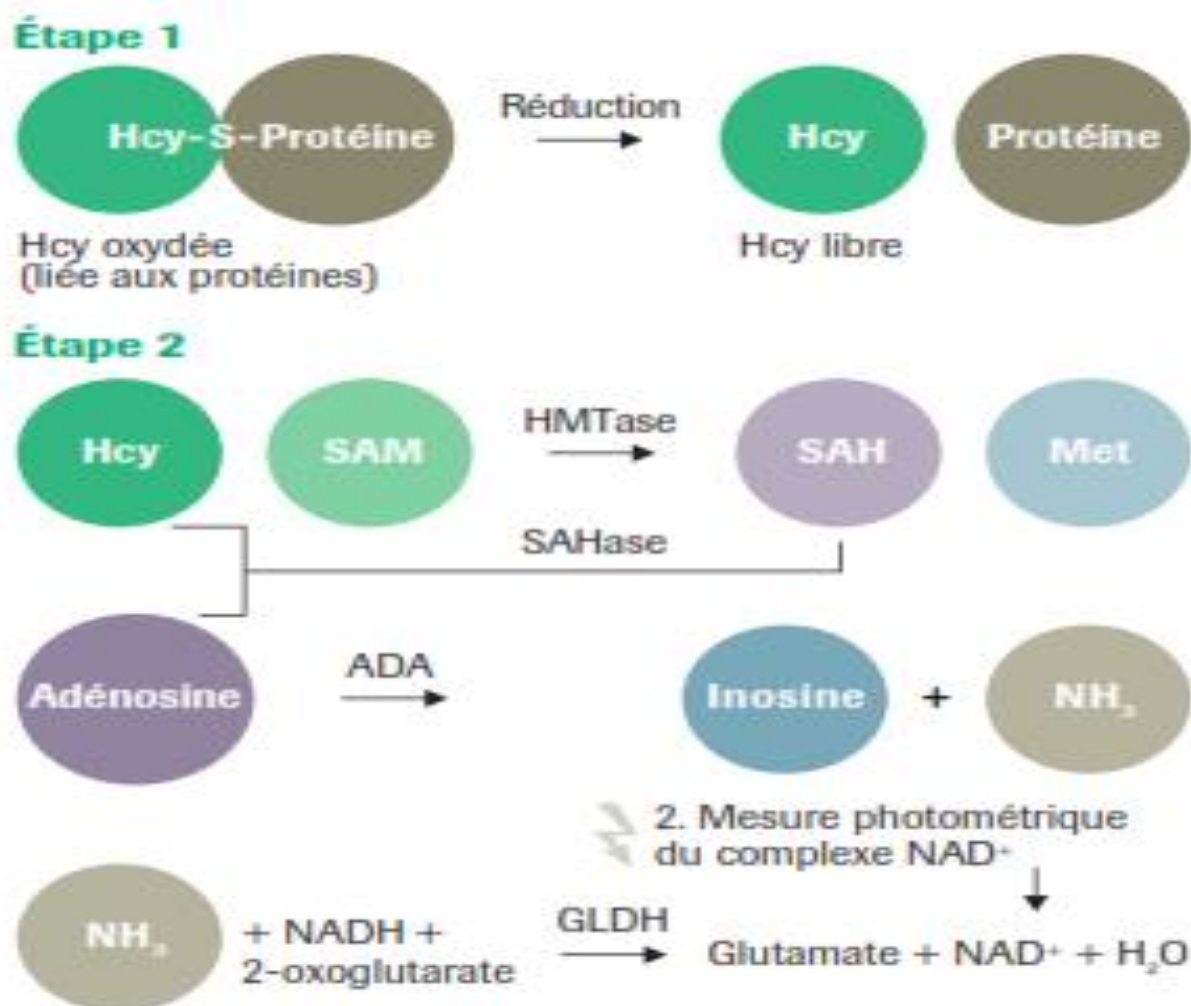 Étape 1
Hcy-S-Protéine
Réduction
Hcy
Protéine
Hcy oxydée
(liée aux protéines)
Hcy libre
Étape 2
Hcy
SAM
HMTase
SAH
Met
SAHase
Adénosine
ADA
Inosine
+
NH₃
2. Mesure photométrique
du complexe NAD⁺
NH₃
+ NADH +
2-oxoglutarate
GLDH
Glutamate + NAD⁺ + H₂O